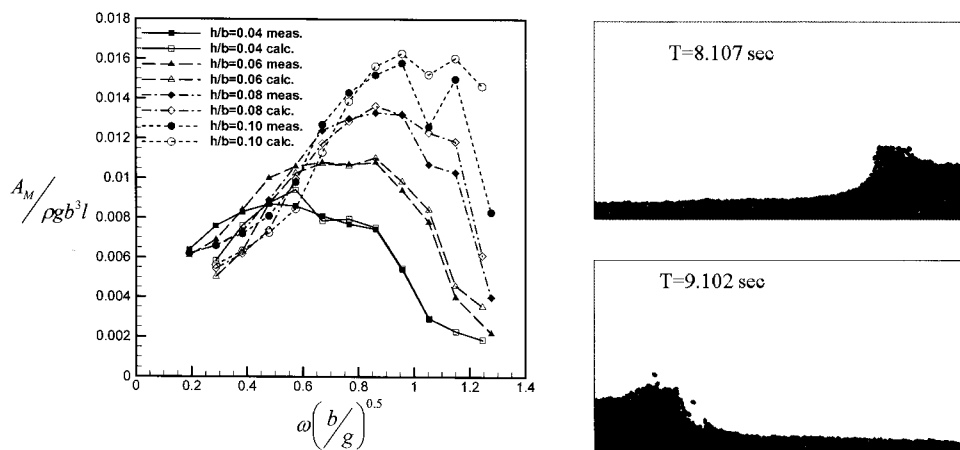 0.018
0.016
0.014
0.012
0.01
0.008
0.006
0.004
0.002
0
h/b=0.04 meas.
h/b=0.04 calc.
h/b=0.06 meas.
h/b=0.06 calc.
h/b=0.08 meas.
h/b=0.08 calc.
h/b=0.10 meas.
h/b=0.10 calc.
A_M/ρgb³l
0 0.2 0.4 0.6 0.8 1 1.2 1.4
ω(b/g)^0.5
T=8.107 sec
T=9.102 sec